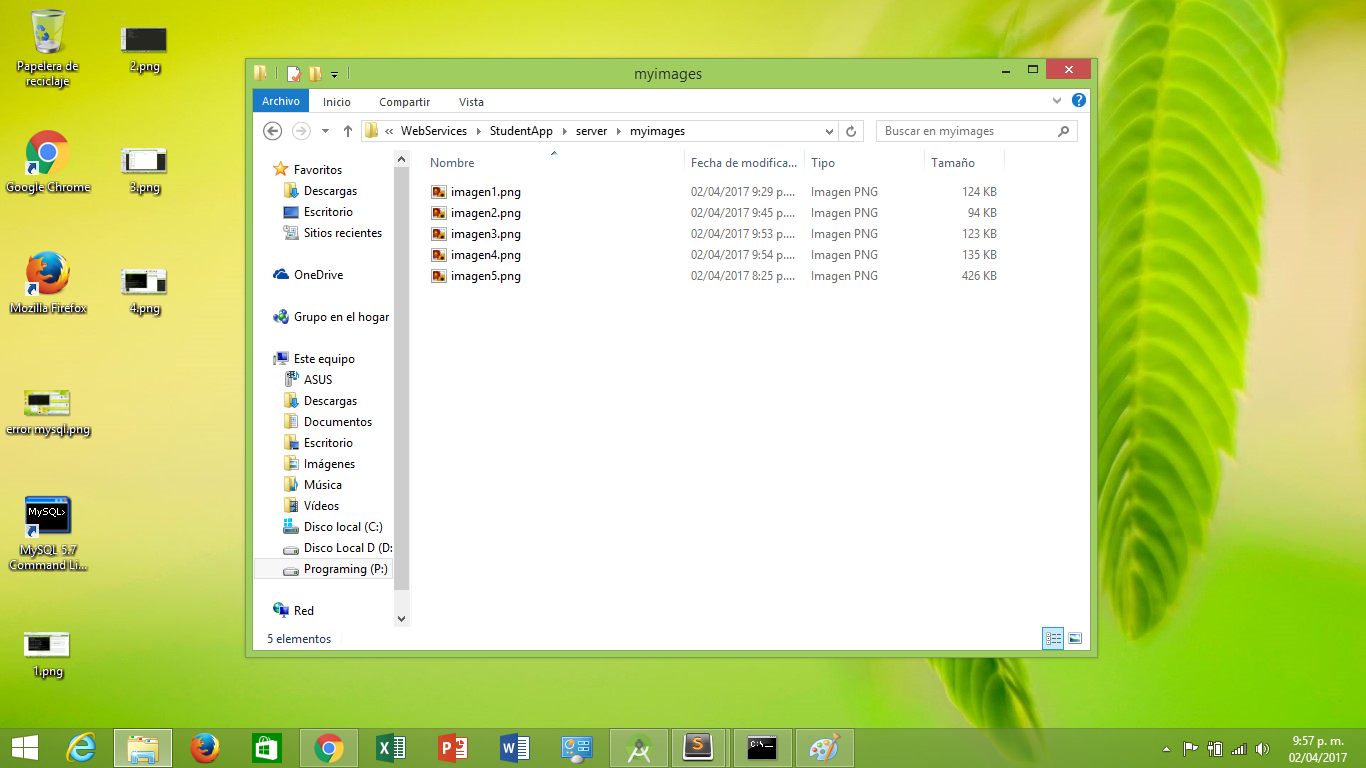 Papelera de
reciclaje
2.png
Google Chrome
3.png
Mozilla Firefox
4.png
error mysql.png
MySQL>
MySQL 5.7
Command Li...
1.png
myimages
Archivo Inicio Compartir Vista
« WebServices StudentApp server myimages
Buscar en myimages
Favoritos
Descargas
Escritorio
Sitios recientes
OneDrive
Grupo en el hogar
Este equipo
ASUS
Descargas
Documentos
Escritorio
Imágenes
Música
Vídeos
Disco local (C:)
Disco Local D (D:
Programing (P:)
Red
Nombre Fecha de modifica... Tipo Tamaño
imagen1.png 02/04/2017 9:29 p.... Imagen PNG 124 KB
imagen2.png 02/04/2017 9:45 p.... Imagen PNG 94 KB
imagen3.png 02/04/2017 9:53 p.... Imagen PNG 123 KB
imagen4.png 02/04/2017 9:54 p.... Imagen PNG 135 KB
imagen5.png 02/04/2017 8:25 p.... Imagen PNG 426 KB
5 elementos
9:57 p. m.
02/04/2017